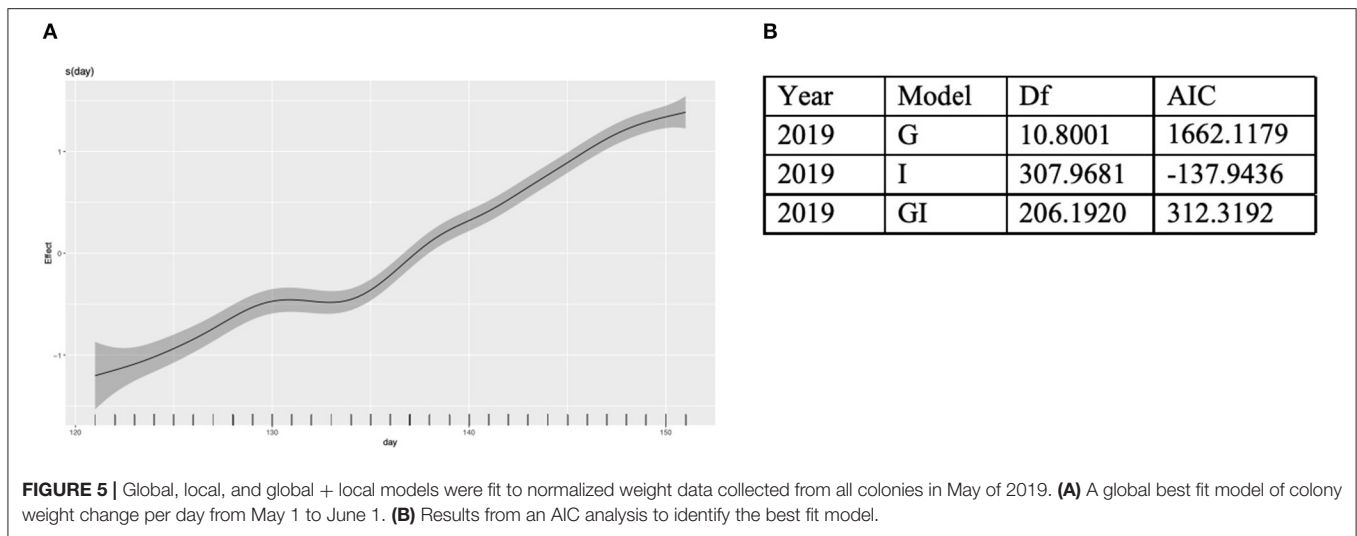 A
s(day)
1
0
-1
Effect
120
130
140
150
day
B
Year Model Df AIC
2019 G 10.8001 1662.1179
2019 I 307.9681 -137.9436
2019 GI 206.1920 312.3192
FIGURE 5 | Global, local, and global + local models were fit to normalized weight data collected from all colonies in May of 2019. (A) A global best fit model of colony
weight change per day from May 1 to June 1. (B) Results from an AIC analysis to identify the best fit model.